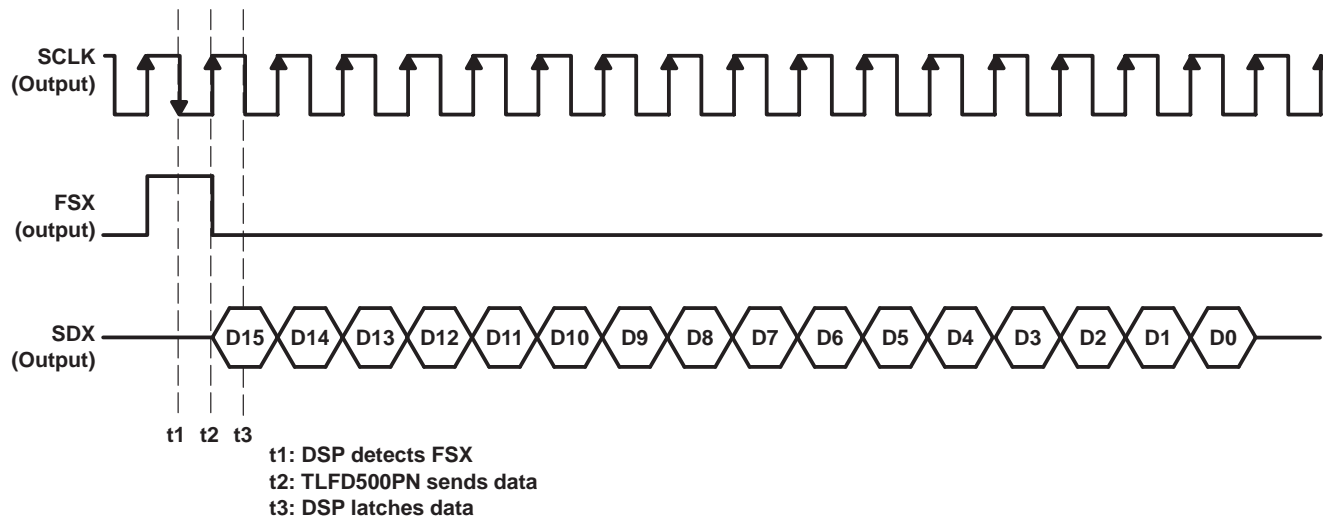 SCLK
(Output)
FSX
(output)
SDX
(Output)
D15 D14 D13 D12 D11 D10 D9 D8 D7 D6 D5 D4 D3 D2 D1 D0
t1 t2 t3
t1: DSP detects FSX
t2: TLFD500PN sends data
t3: DSP latches data